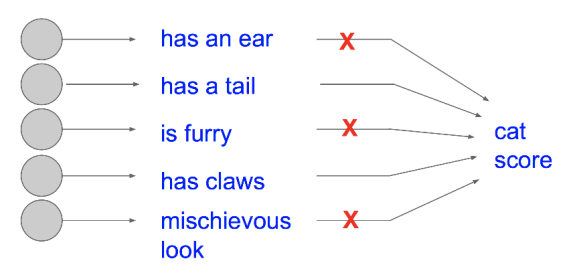 has an ear
X
has a tail
is furry
X
cat
score
has claws
mischievous
look
X